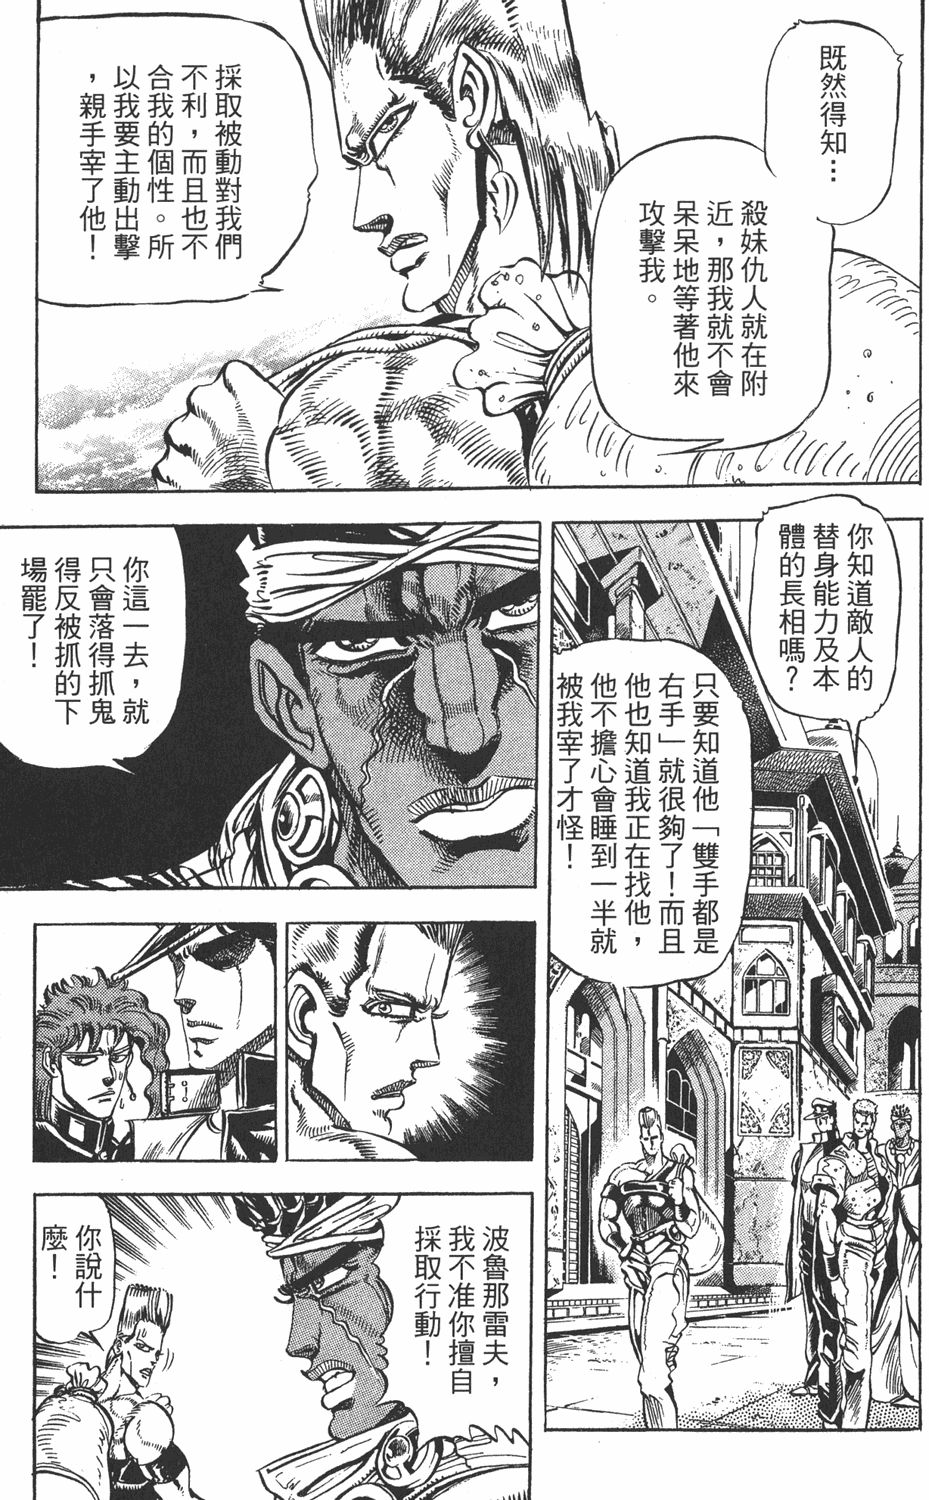 既然得知…
殺妹仇人就在附
近，那我就不會
呆呆地等著他來
攻擊我。
採取被動對我們
不利，而且也不
合我的個性。所
以我要主動出擊
，親手宰了他！
你知道敵人的
替身能力及本
體的長相嗎？
只要知道他「雙手都是
右手」就很夠了！而且
他也知道我正在找他，
他不擔心會睡到一半就
被我宰了才怪！
你這一去，就
只會落得抓鬼
得反被抓的下
場罷了！
波魯那雷夫，
我不准你擅自
採取行動！
你說什
麼！